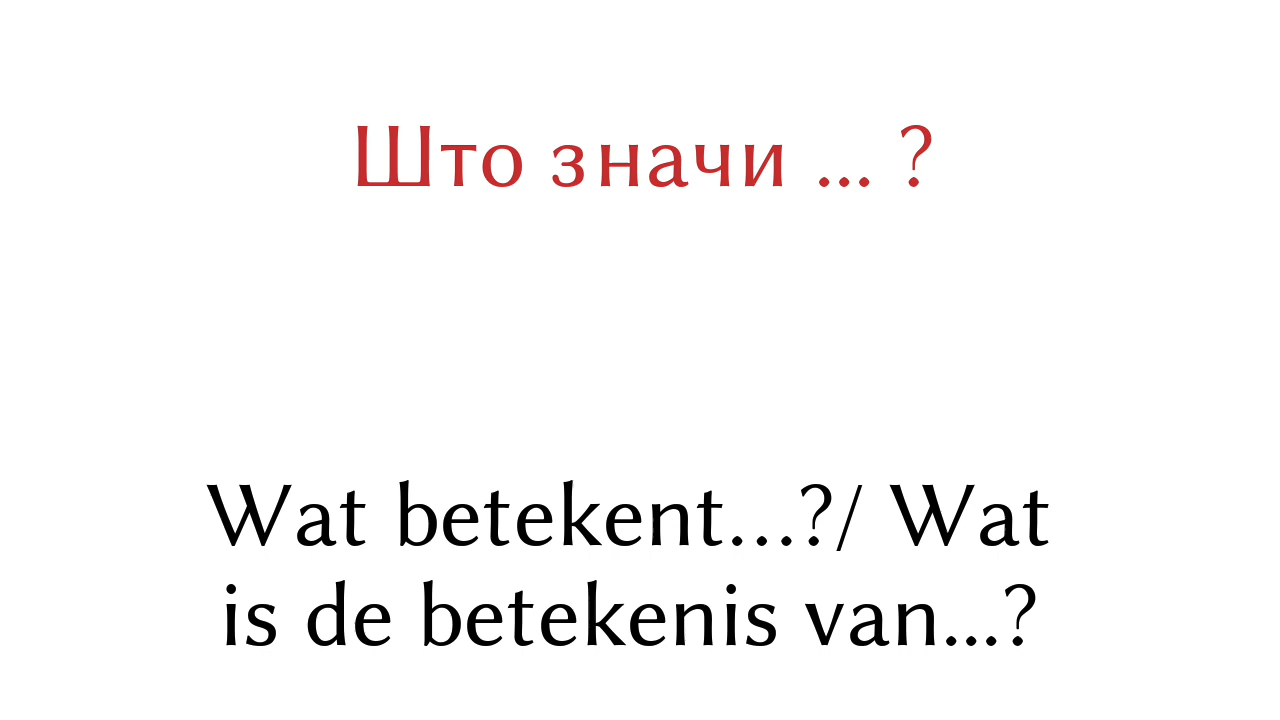 Што значи ... ?
Wat betekent...?/ Wat
is de betekenis van...?